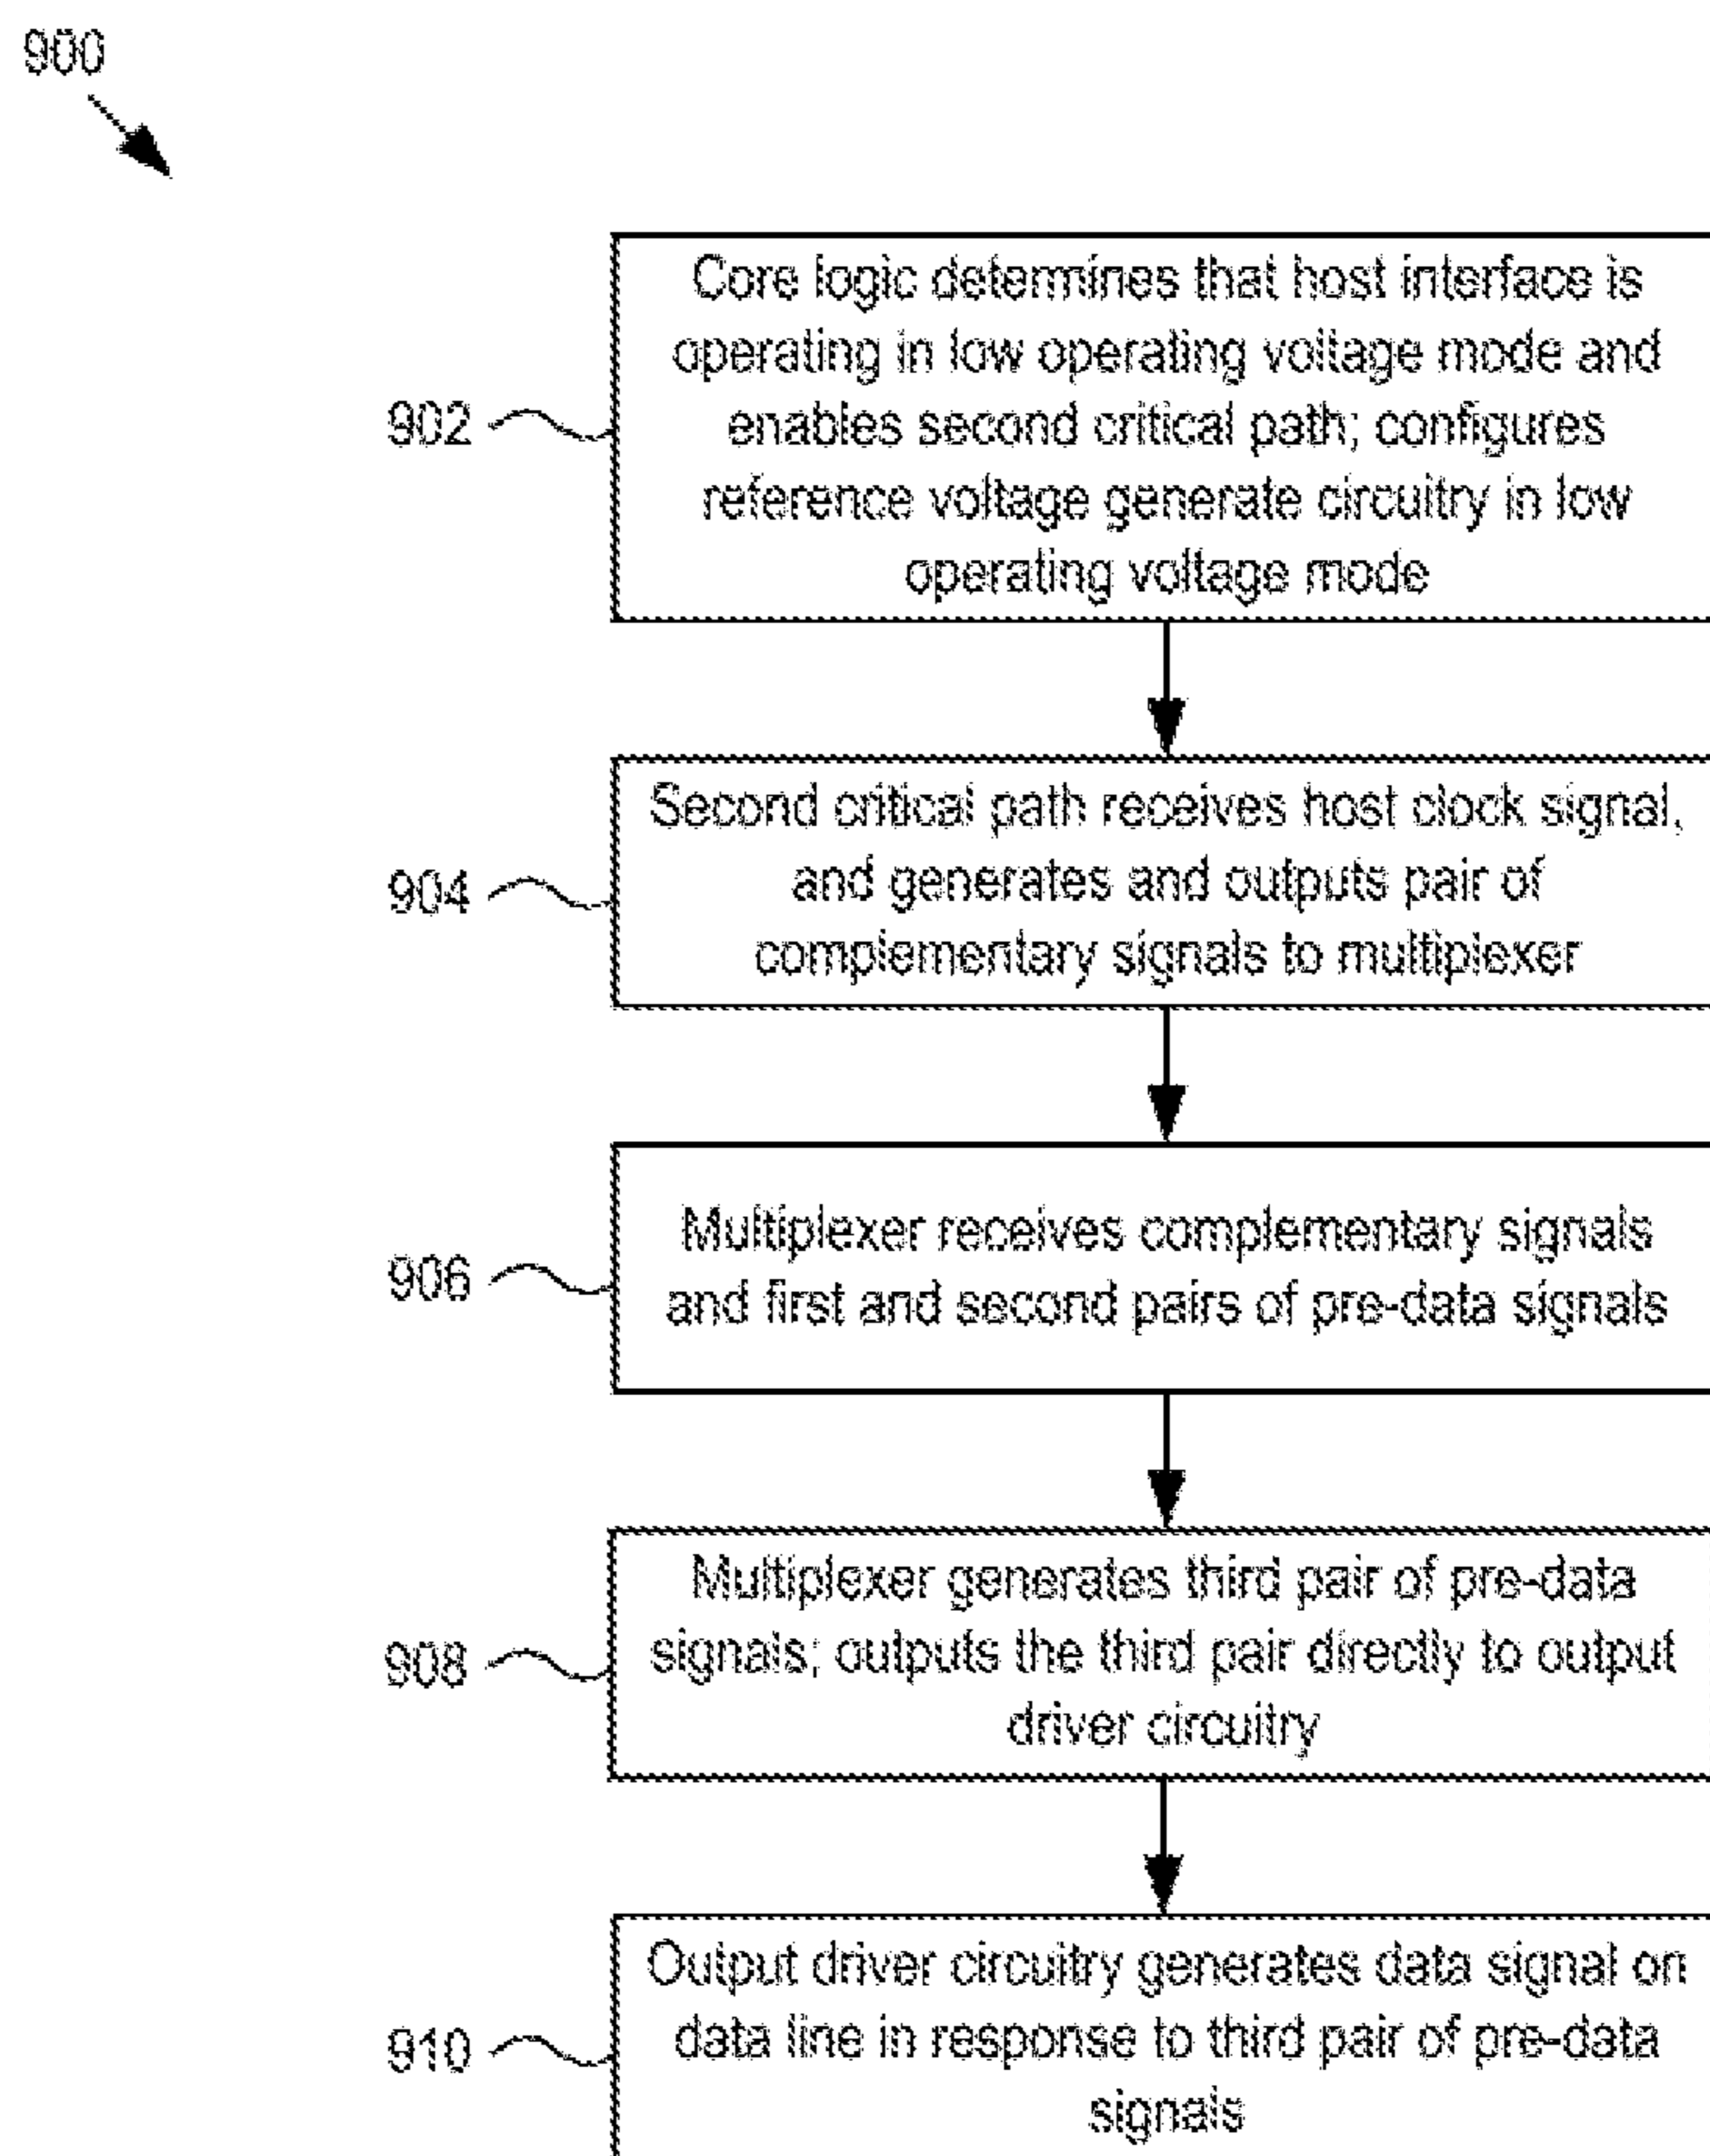 900
Core logic determines that host interface is
operating in low operating voltage mode and
enables second critical path; configures
reference voltage generate circuitry in low
operating voltage mode
902
Second critical path receives host clock signal,
and generates and outputs pair of
complementary signals to multiplexer
904
Multiplexer receives complementary signals
and first and second pairs of pre-data signals
906
Multiplexer generates third pair of pre-data
signals; outputs the third pair directly to output
driver circuitry
908
Output driver circuitry generates data signal on
data line in response to third pair of pre-data
signals
910